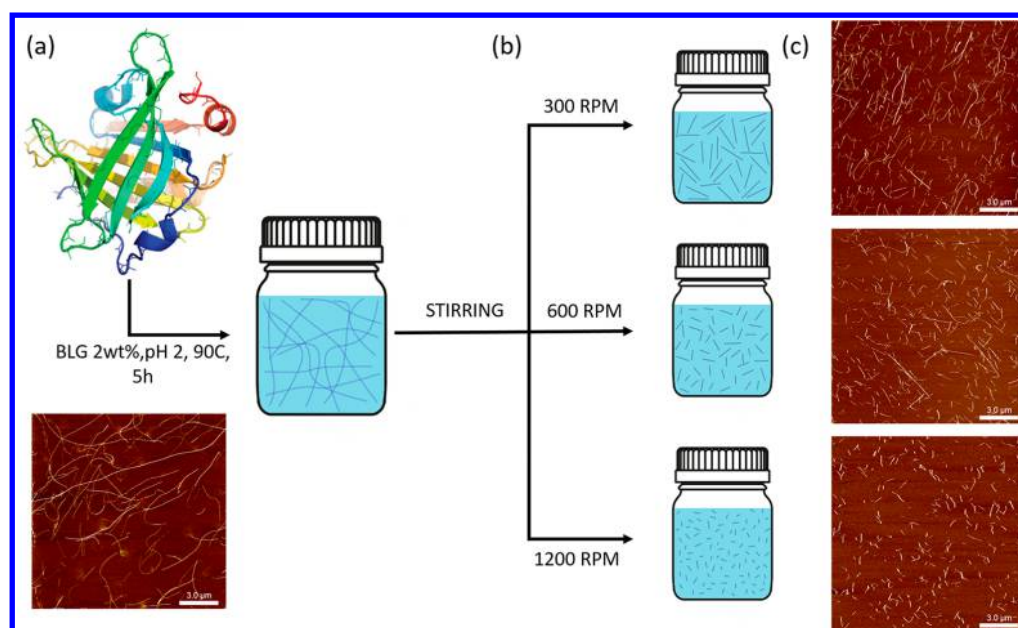 (a)
(b)
(c)
300 RPM
3.0 µm
STIRRING
600 RPM
BLG 2wt%,pH 2, 90C,
5h
3.0 µm
1200 RPM
3.0 µm
3.0 µm